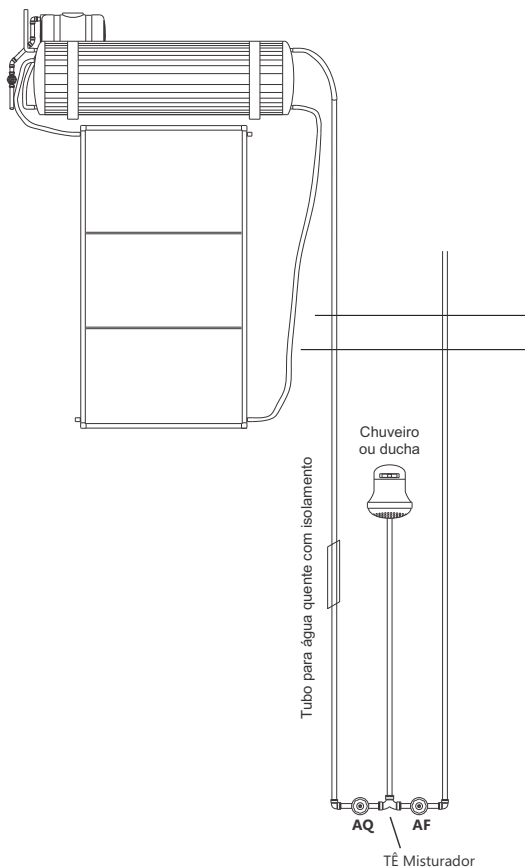 Chuveiro
ou ducha
Tubo para água quente com isolamento
AQ
AF
TÊ Misturador